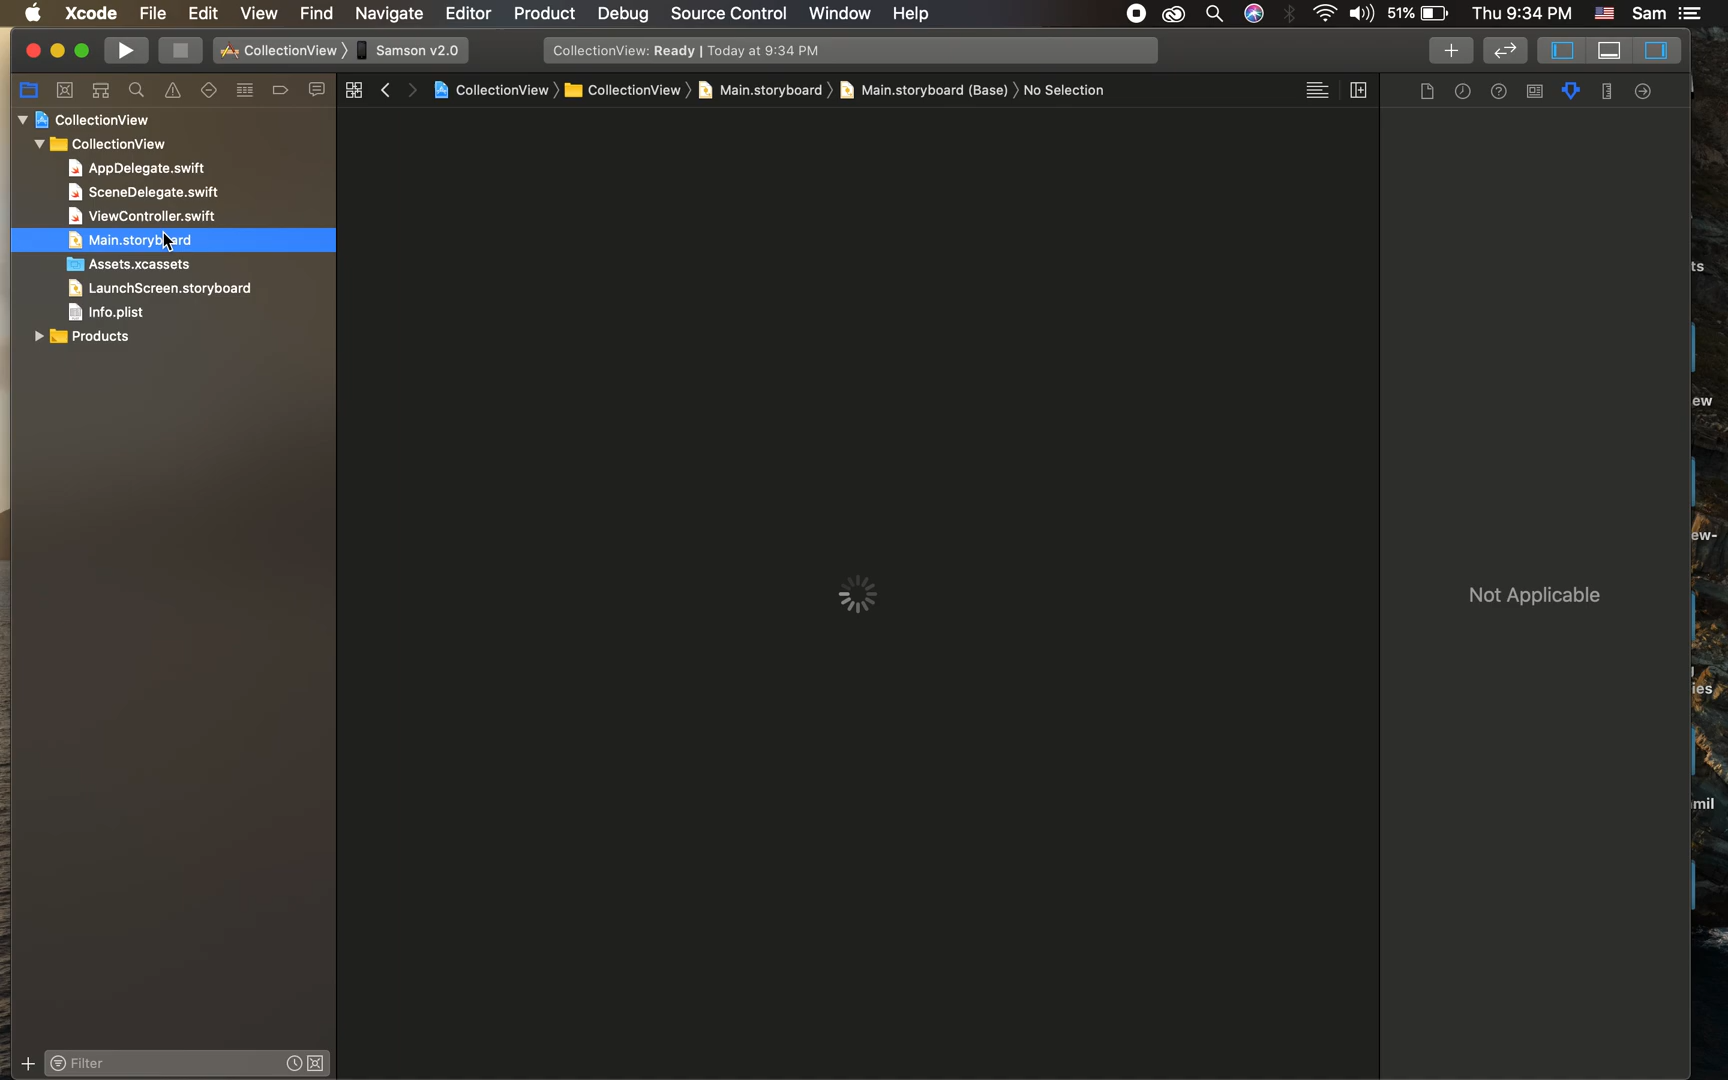 Xcode File Edit View Find Navigate Editor Product Debug Source Control Window Help 51% Thu 9:34 PM Sam
CollectionView 〉 Samson v2.0 CollectionView: Ready | Today at 9:34 PM
CollectionView 〉 CollectionView 〉 Main.storyboard 〉 Main.storyboard (Base) 〉 No Selection
CollectionView
CollectionView
AppDelegate.swift
SceneDelegate.swift
ViewController.swift
Main.storyboard
Assets.xcassets
LaunchScreen.storyboard
Info.plist
Products
ts
ew
ew-
Not Applicable
ies
mil
Filter